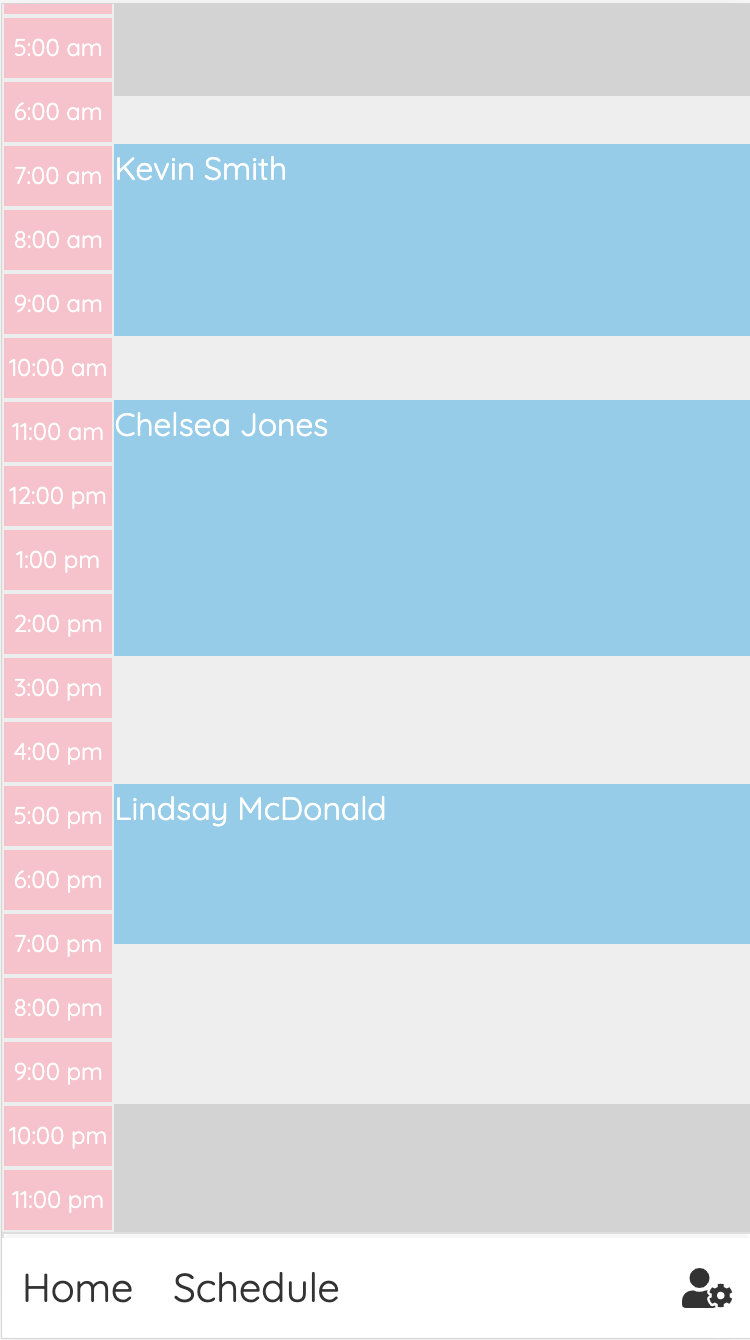 5:00 am
6:00 am
7:00 am
Kevin Smith
8:00 am
9:00 am
10:00 am
11:00 am
Chelsea Jones
12:00 pm
1:00 pm
2:00 pm
3:00 pm
4:00 pm
5:00 pm
Lindsay McDonald
6:00 pm
7:00 pm
8:00 pm
9:00 pm
10:00 pm
11:00 pm
Home Schedule